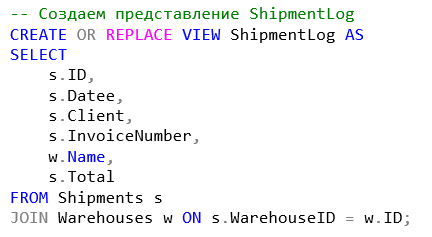 -- Создаем представление ShipmentLog
CREATE OR REPLACE VIEW ShipmentLog AS
SELECT
    s.ID,
    s.Datee,
    s.Client,
    s.InvoiceNumber,
    w.Name,
    s.Total
FROM Shipments s
JOIN Warehouses w ON s.WarehouseID = w.ID;